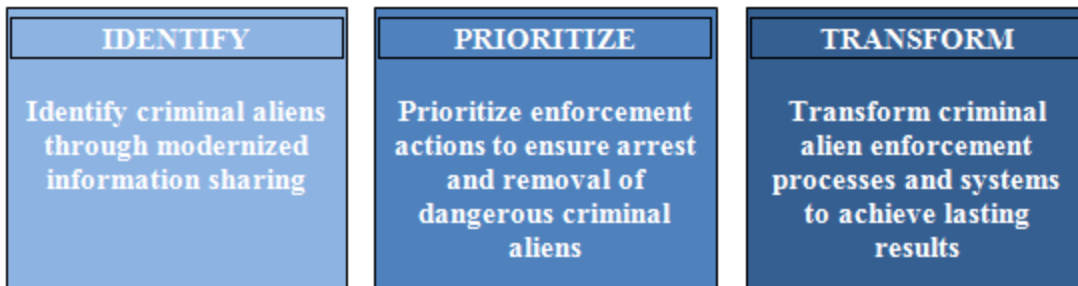 IDENTIFY
Identify criminal aliens
through modernized
information sharing
PRIORITIZE
Prioritize enforcement
actions to ensure arrest
and removal of
dangerous criminal
aliens
TRANSFORM
Transform criminal
alien enforcement
processes and systems
to achieve lasting
results